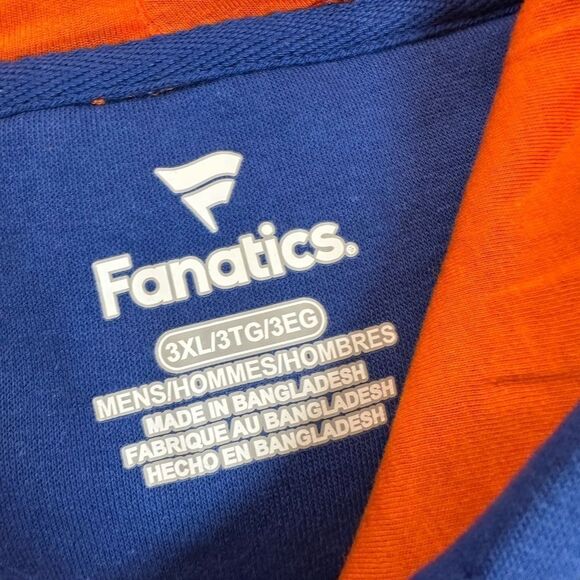 Fanatics.
3XL/3TG/3EG
MENS/HOMMES/HOMBRES
MADE IN BANGLADESH
FABRIQUE AU BANGLADESH
HECHO EN BANGLADESH